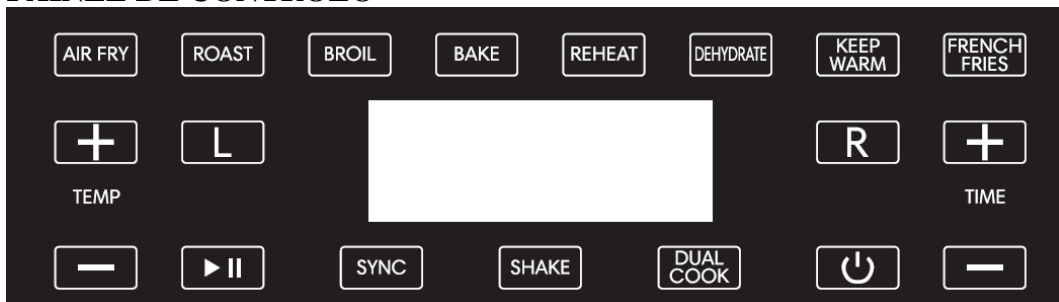 PAINEL DE CONTROLO
AIR FRY ROAST BROIL BAKE REHEAT DEHYDRATE KEEP WARM FRENCH FRIES
L R
TEMP TIME
SYNC SHAKE DUAL COOK